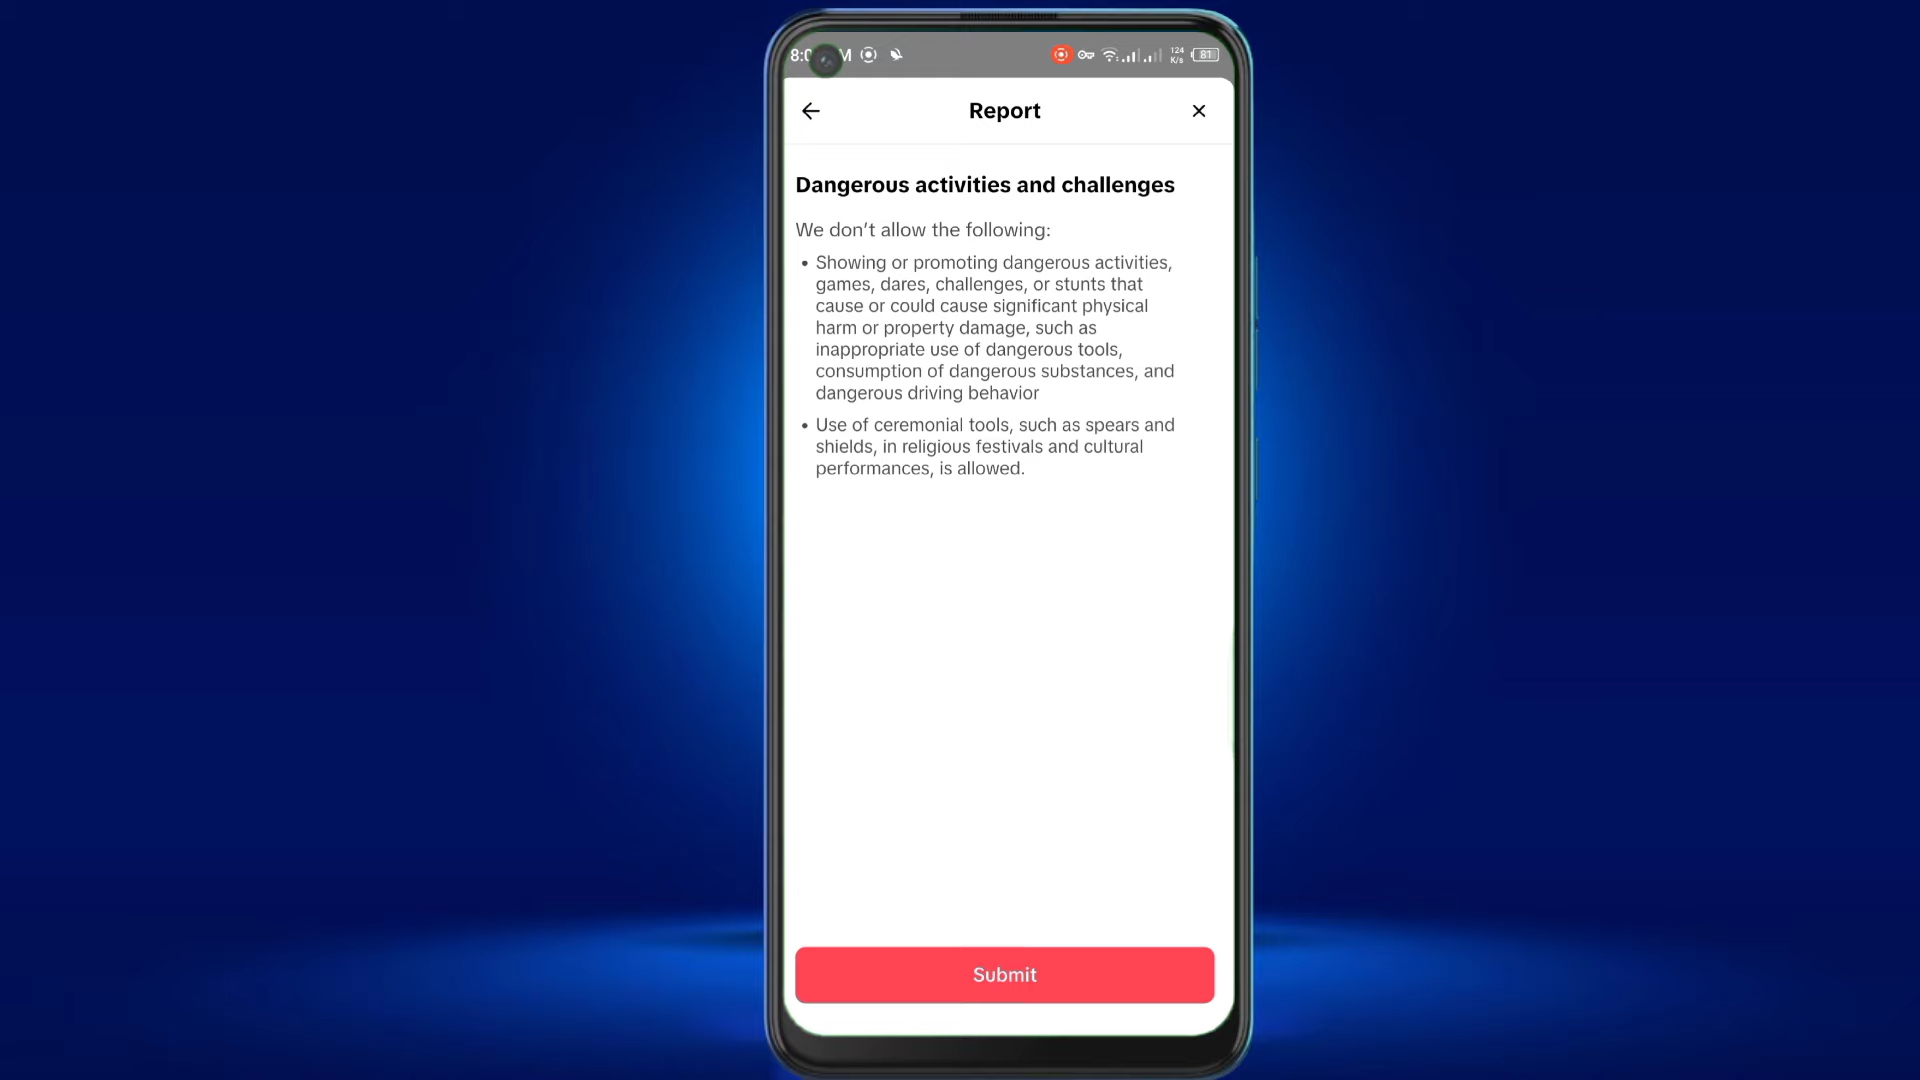 124
K/s
81
Report
Dangerous activities and challenges
We don’t allow the following:
• Showing or promoting dangerous activities,
games, dares, challenges, or stunts that
cause or could cause significant physical
harm or property damage, such as
inappropriate use of dangerous tools,
consumption of dangerous substances, and
dangerous driving behavior
• Use of ceremonial tools, such as spears and
shields, in religious festivals and cultural
performances, is allowed.
Submit